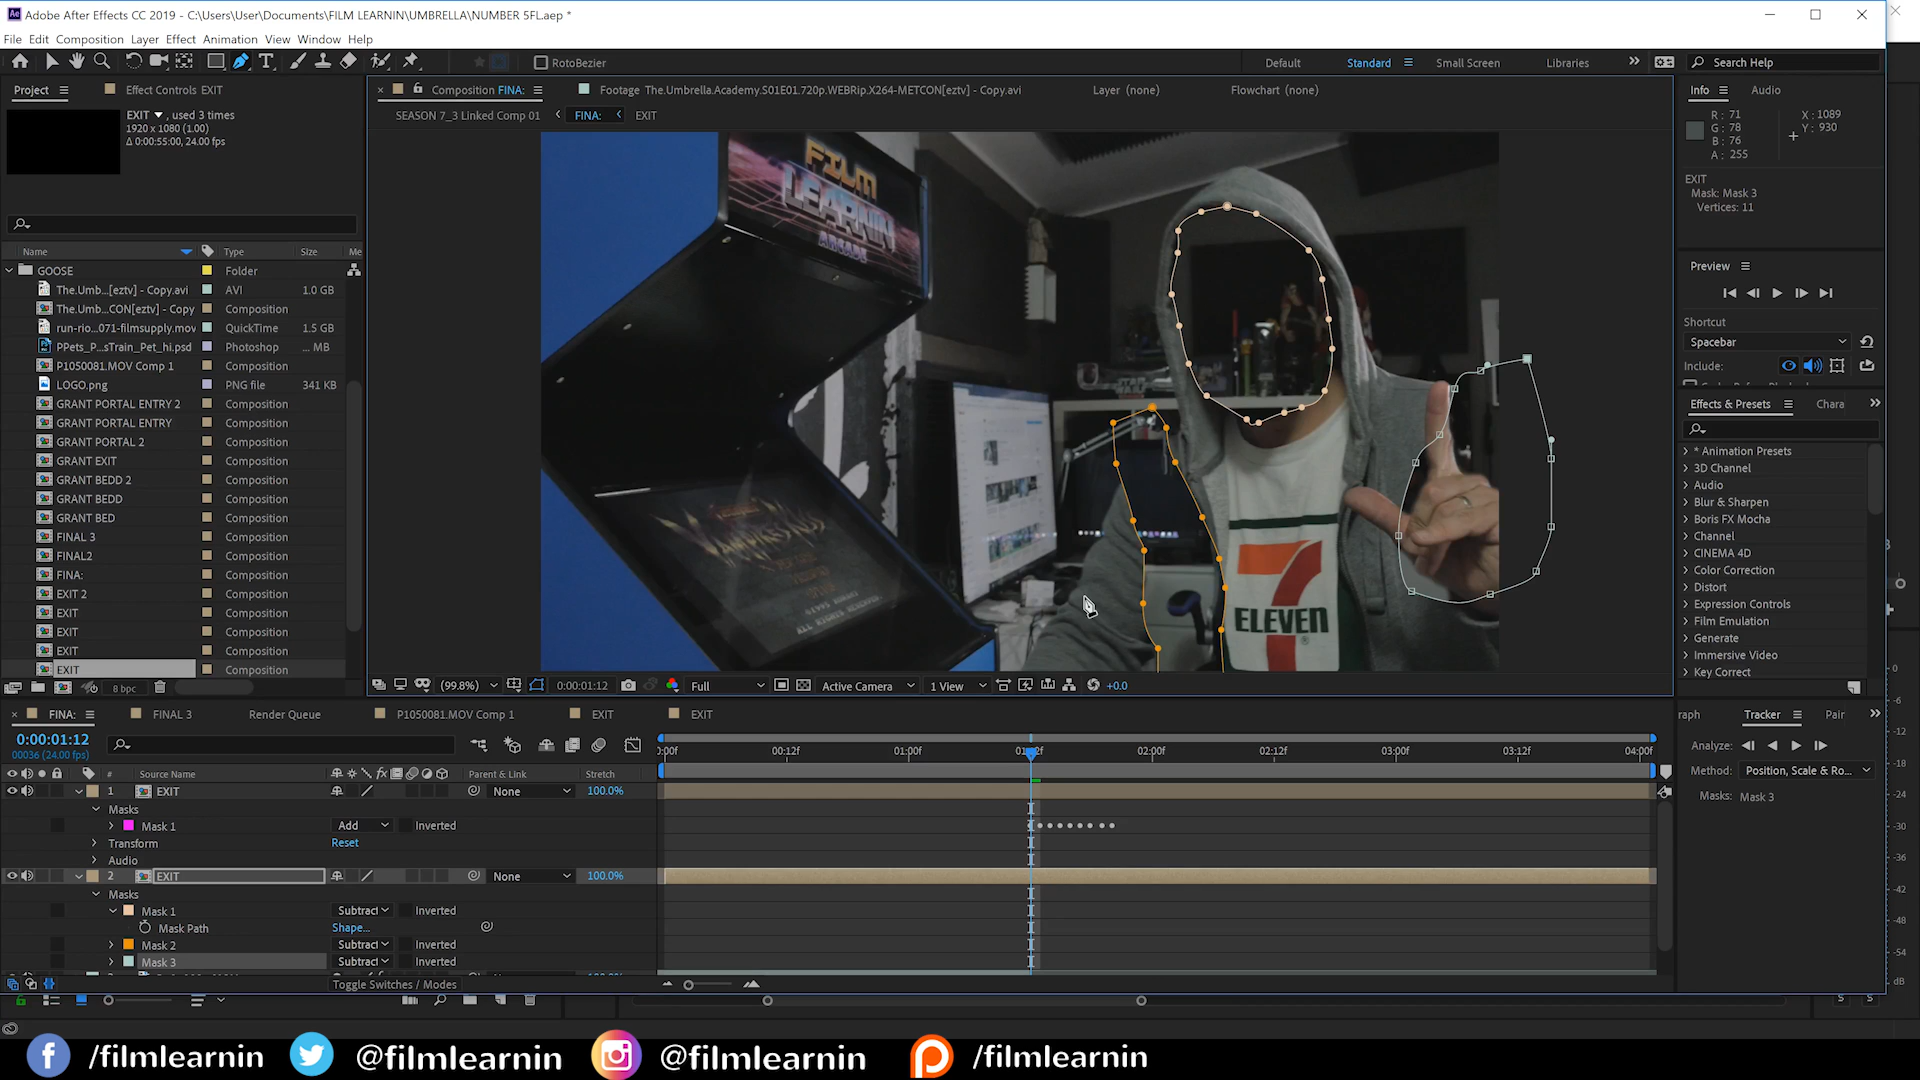 Adobe After Effects CC 2019 - C:\Users\User\Documents\FILM LEARNIN\UMBRELLA\NUMBER 5FL.aep *
File Edit Composition Layer Effect Animation View Window Help
RotoBezier
Default Standard Small Screen Libraries Search Help
Project Effect Controls EXIT
Composition FINA: Footage The.Umbrella.Academy.S01E01.720p.WEBRip.X264-METCON[eztv] - Copy.avi Layer (none) Flowchart (none)
Info Audio
SEASON 7_3 Linked Comp 01 FINA: EXIT
EXIT , used 3 times
1920 x 1080 (1.00)
Δ 0:00:55:00, 24.00 fps
R: 71
G: 78
B: 76
A: 255
X: 1089
Y: 930
EXIT
Mask: Mask 3
Vertices: 11
Name Type Size Me
GOOSE Folder
The.Umb...[eztv] - Copy.avi AVI 1.0 GB
The.Umb...CON[eztv] - Copy Composition
run-rio...071-filmsupply.mov QuickTime 1.5 GB
PPets_P...sTrain_Pet_hi.psd Photoshop ... MB
P1050081.MOV Comp 1 Composition
LOGO.png PNG file 341 KB
GRANT PORTAL ENTRY 2 Composition
GRANT PORTAL ENTRY Composition
GRANT PORTAL 2 Composition
GRANT EXIT Composition
GRANT BEDD 2 Composition
GRANT BEDD Composition
GRANT BED Composition
FINAL 3 Composition
FINAL2 Composition
FINA: Composition
EXIT 2 Composition
EXIT Composition
EXIT Composition
EXIT Composition
EXIT Composition
8 bpc
FILM
LEARNIN
ARCADE
STAR
WARS
7
ELEVEN
Preview
Shortcut
Spacebar
Include:
Effects & Presets Chara
* Animation Presets
3D Channel
Audio
Blur & Sharpen
Boris FX Mocha
Channel
CINEMA 4D
Color Correction
Distort
Expression Controls
Film Emulation
Generate
Immersive Video
Key Correct
(99.8%) 0:00:01:12 Full Active Camera 1 View +0.0
FINA: FINAL 3 Render Queue P1050081.MOV Comp 1 EXIT EXIT
raph Tracker Pair
0:00:01:12
00036 (24.00 fps)
:00f 00:12f 01:00f 02:00f 02:12f 03:00f 03:12f 04:00f
Analyze:
Method: Position, Scale & Ro...
Masks: Mask 3
# Source Name Parent & Link Stretch
1 EXIT None 100.0%
Masks
Mask 1 Add Inverted
Transform Reset
Audio
2 EXIT None 100.0%
Masks
Mask 1 Subtract Inverted
Mask Path Shape...
Mask 2 Subtract Inverted
Mask 3 Subtract Inverted
Toggle Switches / Modes
0
-6
-12
-18
-24
-30
-36
-42
-48
-54
dB
S S
/filmlearnin @filmlearnin @filmlearnin /filmlearnin